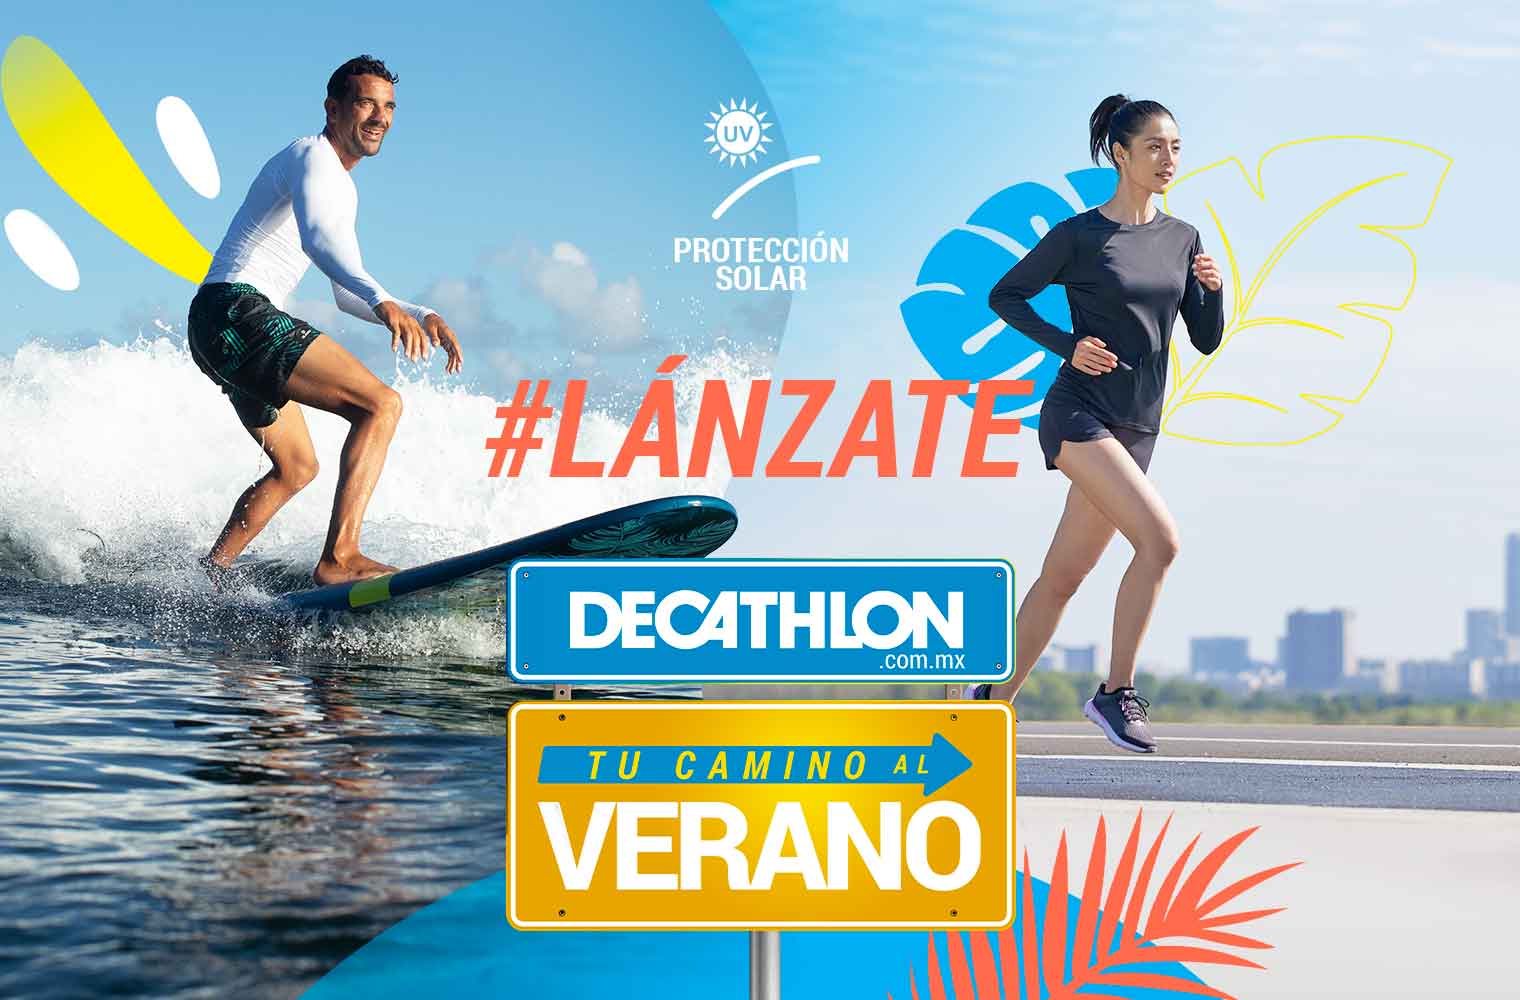 UV
PROTECCIÓN
SOLAR
#LÁNZATE
DECATHLON
.com.mx
TU CAMINO AL
VERANO